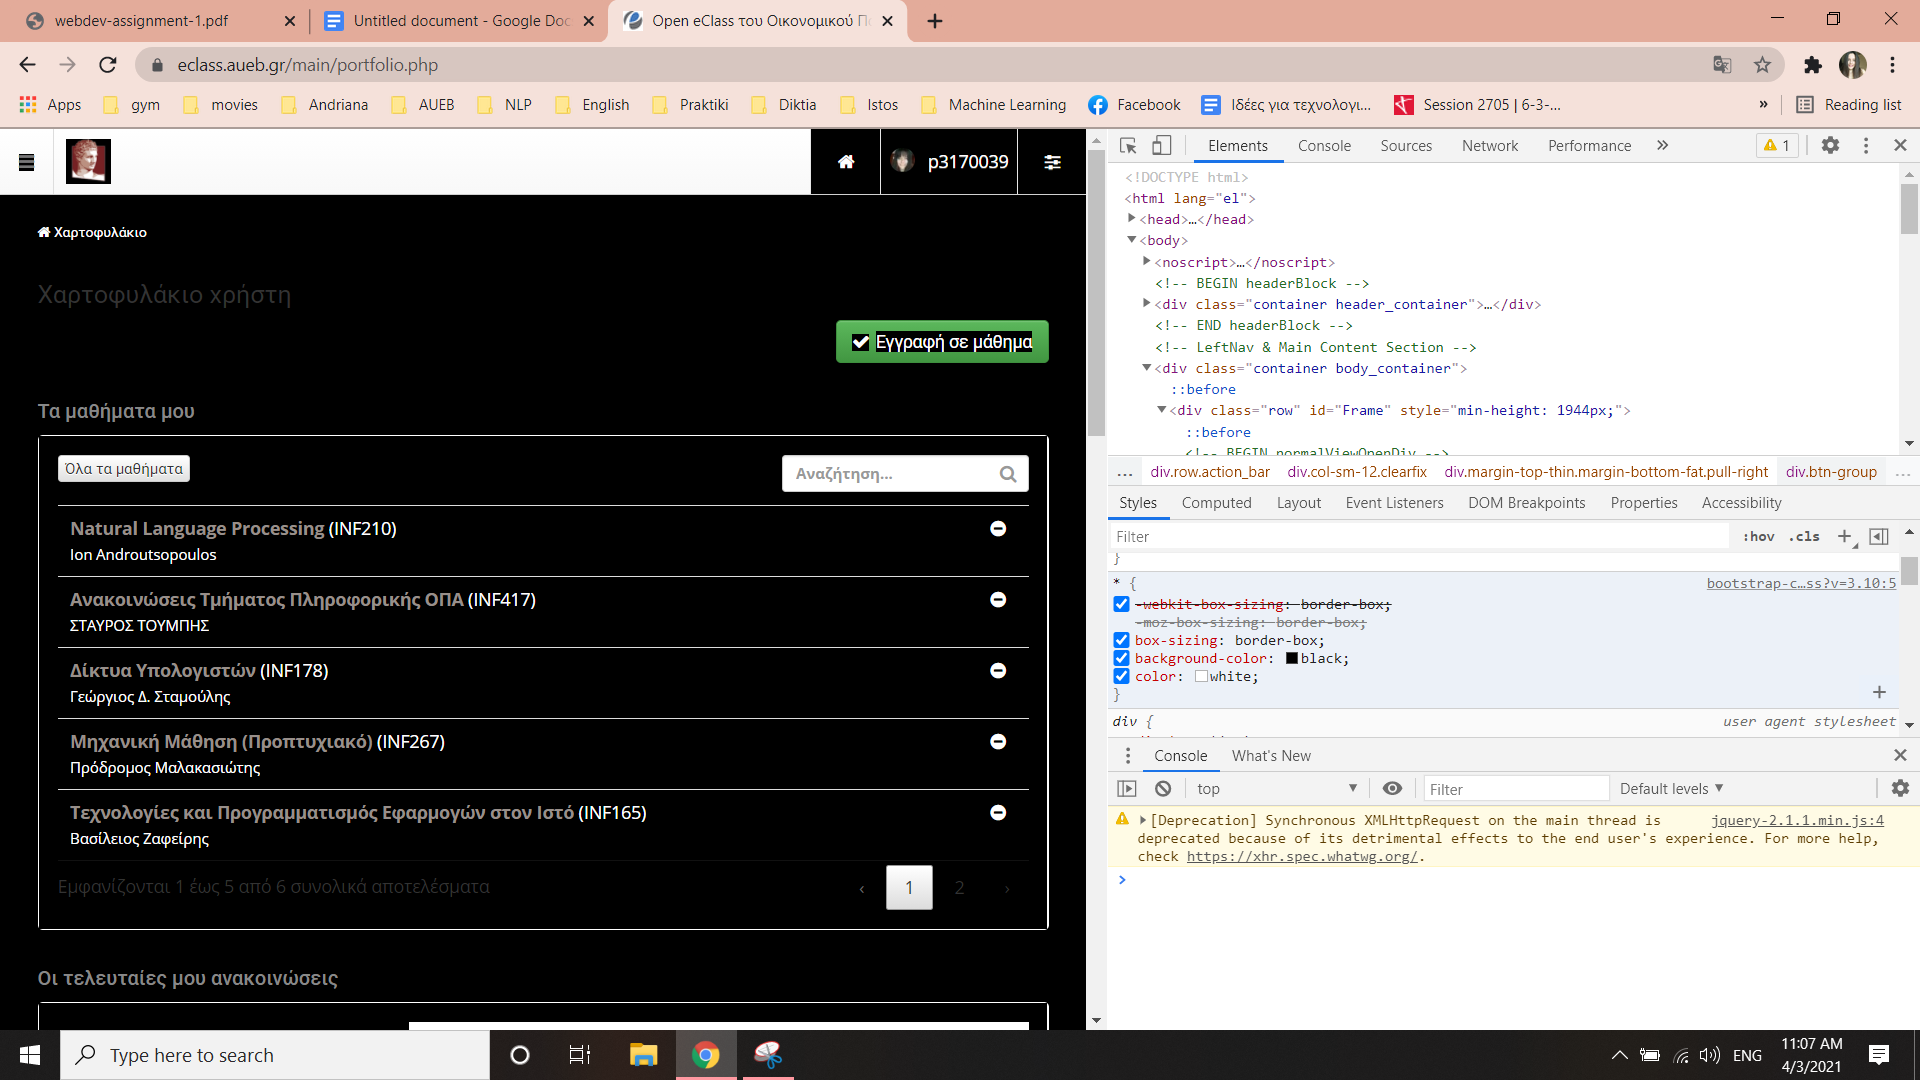 webdev-assignment-1.pdf
Untitled document - Google Doc
Open eClass του Οικονομικού Πα
eclass.aueb.gr/main/portfolio.php
Apps gym movies Andriana AUEB NLP English Praktiki Diktia Istos Machine Learning Facebook Ιδέες για τεχνολογι... Session 2705 | 6-3-... » Reading list
p3170039
Χαρτοφυλάκιο
Χαρτοφυλάκιο χρήστη
Εγγραφή σε μάθημα
Τα μαθήματα μου
Όλα τα μαθήματα
Αναζήτηση...
Natural Language Processing (INF210)
Ion Androutsopoulos
Ανακοινώσεις Τμήματος Πληροφορικής ΟΠΑ (INF417)
ΣΤΑΥΡΟΣ ΤΟΥΜΠΗΣ
Δίκτυα Υπολογιστών (INF178)
Γεώργιος Δ. Σταμούλης
Μηχανική Μάθηση (Προπτυχιακό) (INF267)
Πρόδρομος Μαλακασιώτης
Τεχνολογίες και Προγραμματισμός Εφαρμογών στον Ιστό (INF165)
Βασίλειος Ζαφείρης
Εμφανίζονται 1 έως 5 από 6 συνολικά αποτελέσματα
‹ 1 2 ›
Οι τελευταίες μου ανακοινώσεις
Elements Console Sources Network Performance » 1
<!DOCTYPE html>
<html lang="el">
<head>…</head>
<body>
<noscript>…</noscript>
<!-- BEGIN headerBlock -->
<div class="container header_container">…</div>
<!-- END headerBlock -->
<!-- LeftNav & Main Content Section -->
<div class="container body_container">
::before
<div class="row" id="Frame" style="min-height: 1944px;">
::before
<!-- BEGIN normalViewOpenDiv -->
... div.row.action_bar div.col-sm-12.clearfix div.margin-top-thin.margin-bottom-fat.pull-right div.btn-group ...
Styles Computed Layout Event Listeners DOM Breakpoints Properties Accessibility
Filter :hov .cls +
}
* { bootstrap-c…ss?v=3.10:5
-webkit-box-sizing: border-box;
-moz-box-sizing: border-box;
box-sizing: border-box;
background-color: black;
color: white;
}
div { user agent stylesheet
Console What's New
top Filter Default levels
[Deprecation] Synchronous XMLHttpRequest on the main thread is jquery-2.1.1.min.js:4
deprecated because of its detrimental effects to the end user's experience. For more help,
check https://xhr.spec.whatwg.org/.
>
Type here to search
ENG
11:07 AM
4/3/2021